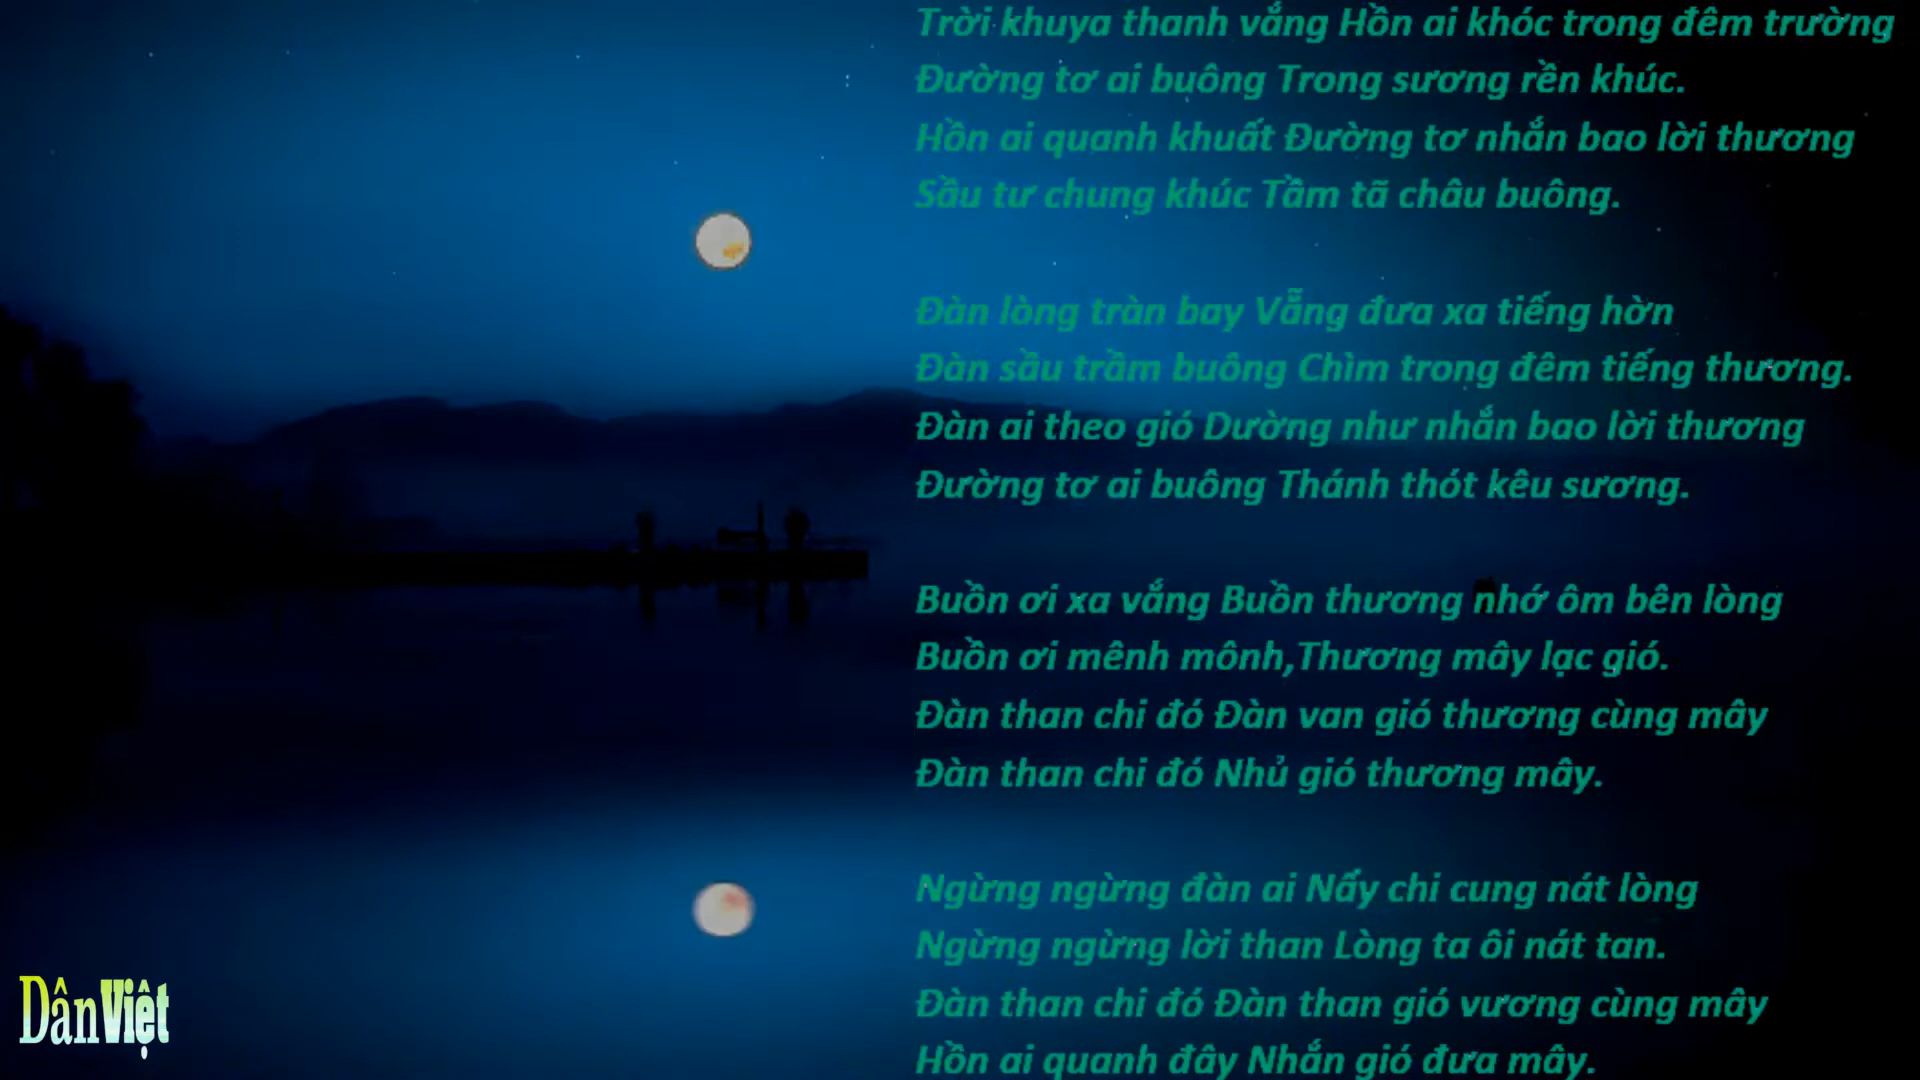 Trời khuya thanh vắng Hồn ai khóc trong đêm trường
Đường tơ ai buông Trong sương rền khúc.
Hồn ai quanh khuất Đường tơ nhắn bao lời thương
Sầu tư chung khúc Tầm tã châu buông.
Đàn lòng tràn bay Vẵng đưa xa tiếng hờn
Đàn sầu trầm buông Chìm trong đêm tiếng thương.
Đàn ai theo gió Dường như nhắn bao lời thương
Đường tơ ai buông Thánh thót kêu sương.
Buồn ơi xa vắng Buồn thương nhớ ôm bên lòng
Buồn ơi mênh mônh,Thương mây lạc gió.
Đàn than chi đó Đàn van gió thương cùng mây
Đàn than chi đó Nhủ gió thương mây.
Ngừng ngừng đàn ai Nẩy chi cung nát lòng
Ngừng ngừng lời than Lòng ta ôi nát tan.
Đàn than chi đó Đàn than gió vương cùng mây
Hồn ai quanh đây Nhắn gió đưa mây.
DânViệt